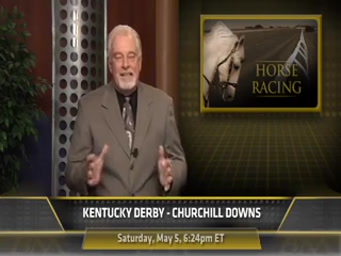 HORSE
RACING
KENTUCKY DERBY - CHURCHILL DOWNS
Saturday, May 5, 6:24pm ET